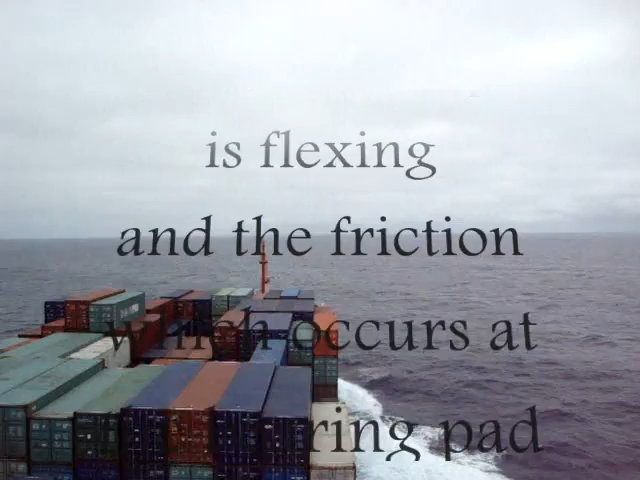 is flexing
and the friction
which occurs at
ring pad